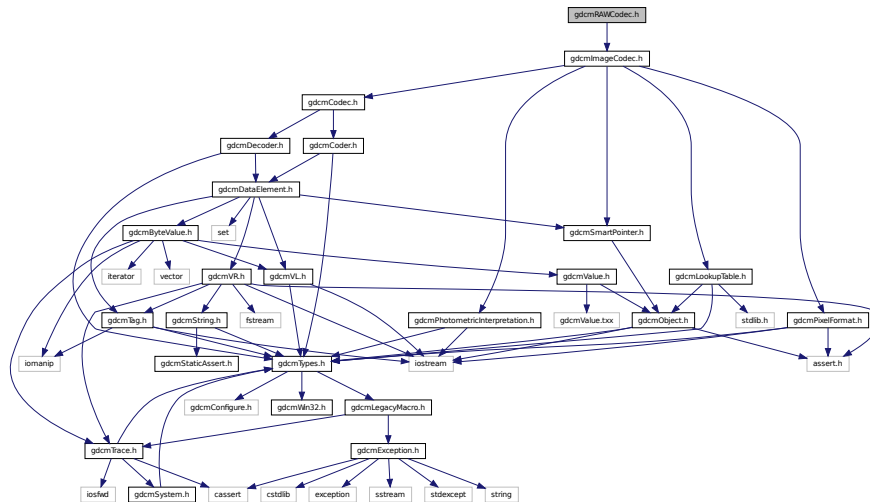 gdcmRAWCodec.h
gdcmImageCodec.h
gdcmCodec.h
gdcmDecoder.h
gdcmCoder.h
gdcmDataElement.h
gdcmByteValue.h
set
gdcmSmartPointer.h
iterator
vector
gdcmVR.h
gdcmVL.h
gdcmValue.h
gdcmLookupTable.h
gdcmTag.h
gdcmString.h
fstream
gdcmPhotometricInterpretation.h
gdcmValue.txx
gdcmObject.h
stdlib.h
gdcmPixelFormat.h
iomanip
gdcmStaticAssert.h
gdcmTypes.h
iostream
assert.h
gdcmConfigure.h
gdcmWin32.h
gdcmLegacyMacro.h
gdcmTrace.h
gdcmException.h
iosfwd
gdcmSystem.h
cassert
cstdlib
exception
sstream
stdexcept
string